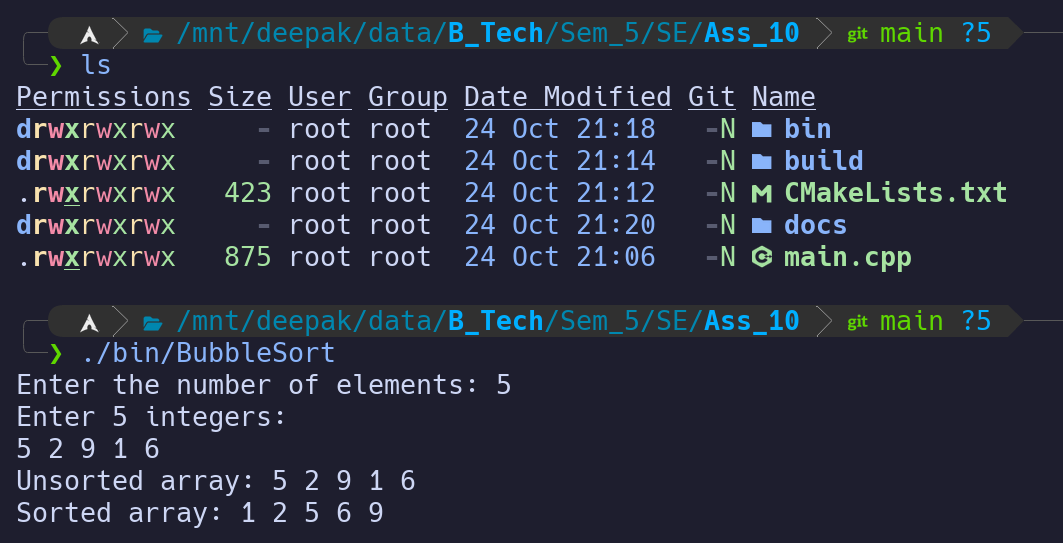 /mnt/deepak/data/B_Tech/Sem_5/SE/Ass_10 git main ?5
❯ ls
Permissions Size User Group Date Modified Git Name
drwxrwxrwx - root root 24 Oct 21:18 -N bin
drwxrwxrwx - root root 24 Oct 21:14 -N build
.rwxrwxrwx 423 root root 24 Oct 21:12 -N CMakeLists.txt
drwxrwxrwx - root root 24 Oct 21:20 -N docs
.rwxrwxrwx 875 root root 24 Oct 21:06 -N main.cpp
/mnt/deepak/data/B_Tech/Sem_5/SE/Ass_10 git main ?5
❯ ./bin/BubbleSort
Enter the number of elements: 5
Enter 5 integers:
5 2 9 1 6
Unsorted array: 5 2 9 1 6
Sorted array: 1 2 5 6 9